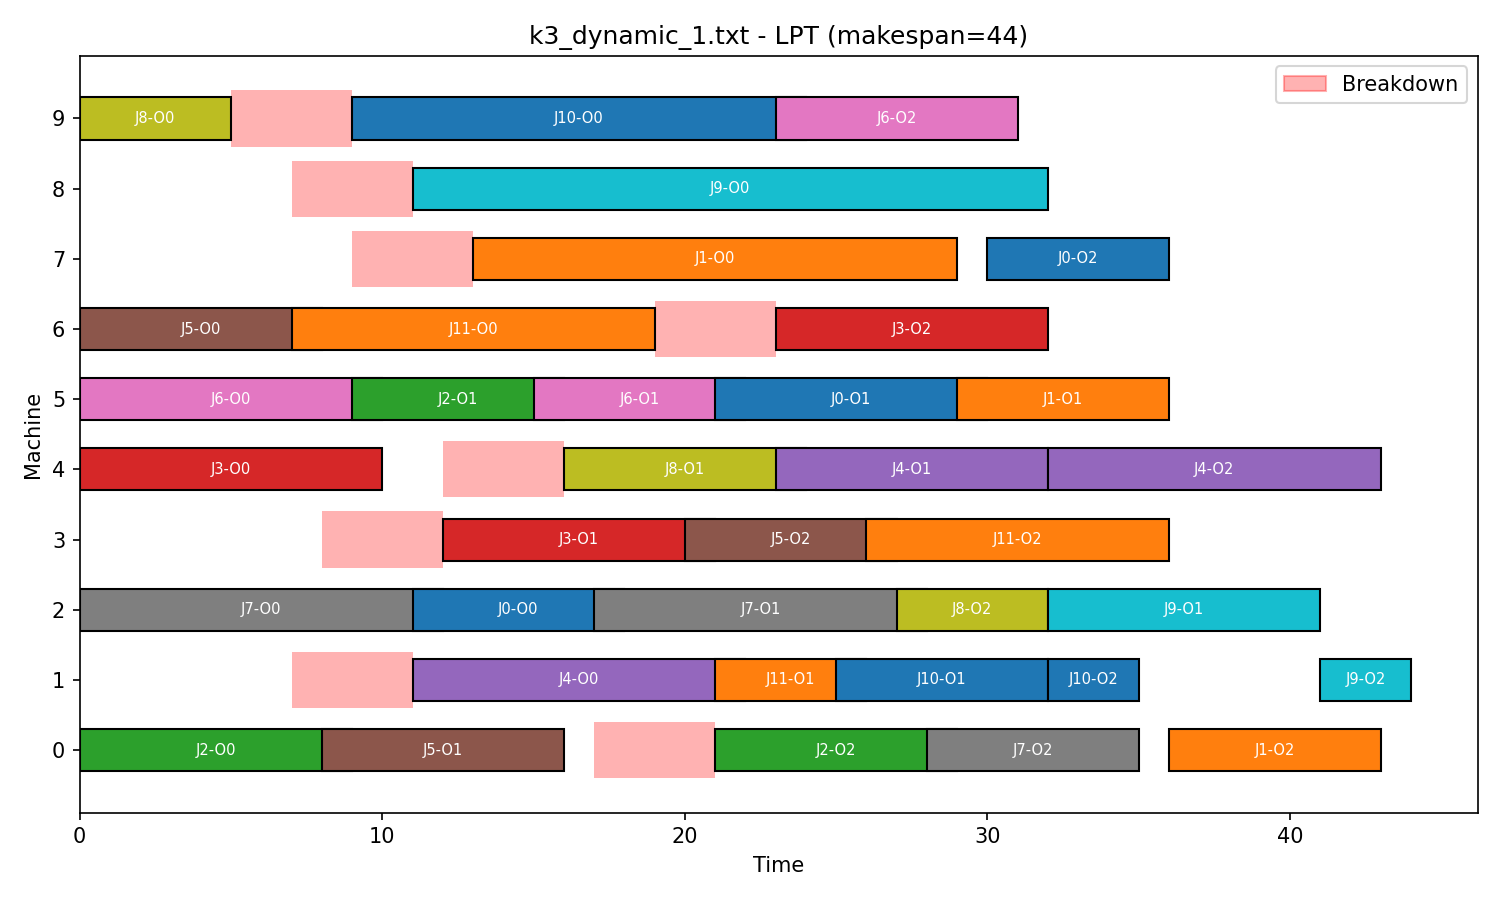 k3_dynamic_1.txt - LPT (makespan=44)
Breakdown
9 J8-O0 J10-O0 J6-O2
8 J9-O0
7 J1-O0 J0-O2
6 J5-O0 J11-O0 J3-O2
5 J6-O0 J2-O1 J6-O1 J0-O1 J1-O1
4 J3-O0 J8-O1 J4-O1 J4-O2
3 J3-O1 J5-O2 J11-O2
2 J7-O0 J0-O0 J7-O1 J8-O2 J9-O1
1 J4-O0 J11-O1 J10-O1 J10-O2 J9-O2
0 J2-O0 J5-O1 J2-O2 J7-O2 J1-O2
Machine
0 10 20 30 40
Time